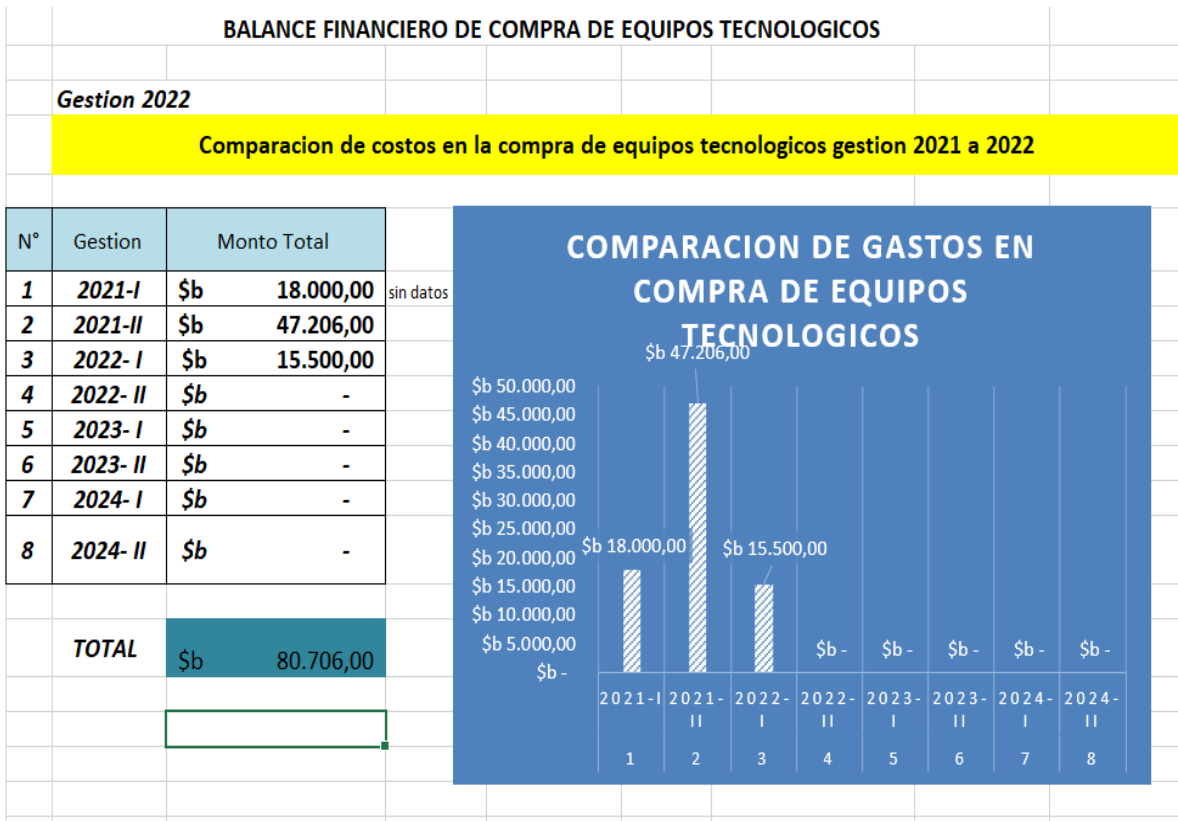 BALANCE FINANCIERO DE COMPRA DE EQUIPOS TECNOLOGICOS
Gestion 2022
Comparacion de costos en la compra de equipos tecnologicos gestion 2021 a 2022
N° Gestion Monto Total
1 2021-I $b 18.000,00 sin datos
2 2021-II $b 47.206,00
3 2022- I $b 15.500,00
4 2022- II $b -
5 2023- I $b -
6 2023- II $b -
7 2024- I $b -
8 2024- II $b -
TOTAL $b 80.706,00
COMPARACION DE GASTOS EN
COMPRA DE EQUIPOS
TECNOLOGICOS
$b 47.206,00
$b 50.000,00
$b 45.000,00
$b 40.000,00
$b 35.000,00
$b 30.000,00
$b 25.000,00
$b 20.000,00
$b 15.000,00
$b 10.000,00
$b 5.000,00
$b -
$b 18.000,00 $b 15.500,00
$b - $b - $b - $b - $b -
2021-I 2021- 2022- 2022- 2023- 2023- 2024- 2024-
II I II I II I II
1 2 3 4 5 6 7 8